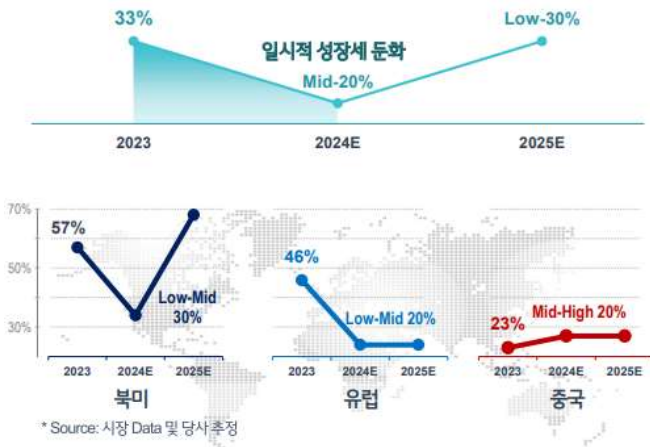 33%
Low-30%
일시적 성장세 둔화
Mid-20%
2023 2024E 2025E
70%
57%
50%
30%
Low-Mid
30%
2023 2024E 2025E
북미
46%
Low-Mid 20%
2023 2024E 2025E
유럽
23%
Mid-High 20%
2023 2024E 2025E
중국
* Source: 시장 Data 및 당사 추정